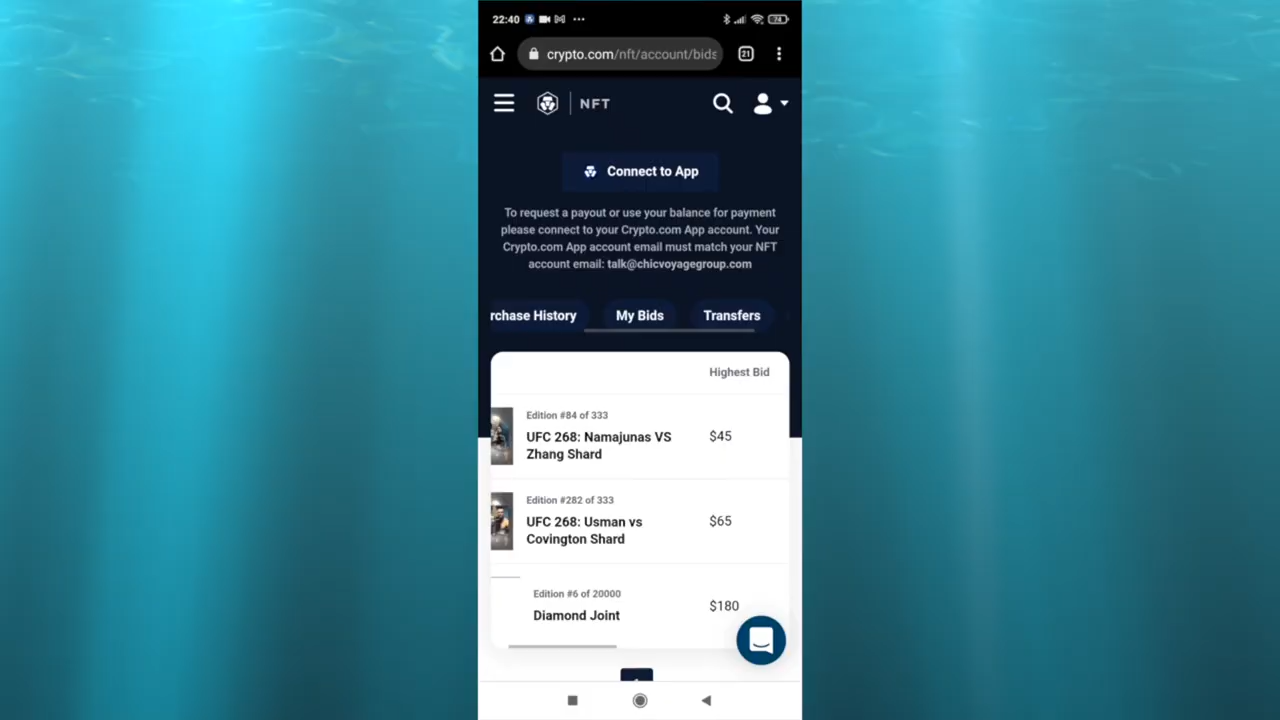 22:40
74
crypto.com/nft/account/bids
21
NFT
Connect to App
To request a payout or use your balance for payment
please connect to your Crypto.com App account. Your
Crypto.com App account email must match your NFT
account email: talk@chicvoyagegroup.com
rchase History My Bids Transfers
Highest Bid
Edition #84 of 333
UFC 268: Namajunas VS
Zhang Shard
$45
Edition #282 of 333
UFC 268: Usman vs
Covington Shard
$65
Edition #6 of 20000
Diamond Joint
$180